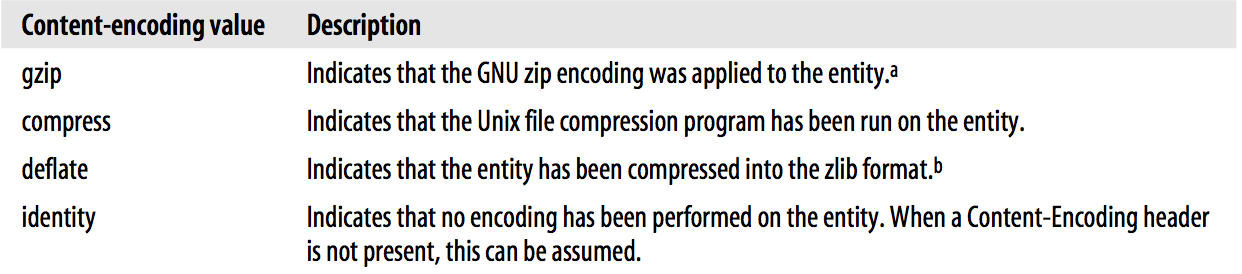 Content-encoding value Description
gzip Indicates that the GNU zip encoding was applied to the entity.a
compress Indicates that the Unix file compression program has been run on the entity.
deflate Indicates that the entity has been compressed into the zlib format.b
identity Indicates that no encoding has been performed on the entity. When a Content-Encoding header
is not present, this can be assumed.